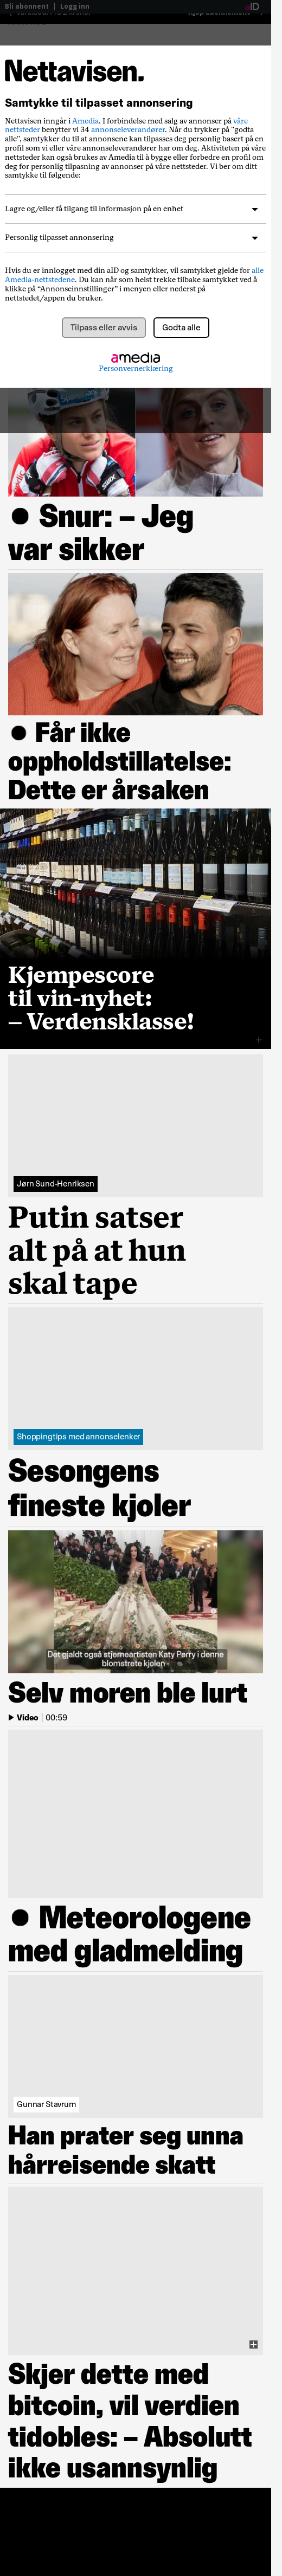 Bli abonnent | Logg inn
aID
Nettavisen.
Samtykke til tilpasset annonsering
Nettavisen inngår i Amedia. I forbindelse med salg av annonser på våre
nettsteder benytter vi 34 annonseleverandører. Når du trykker på "godta
alle", samtykker du til at annonsene kan tilpasses deg personlig basert på en
profil som vi eller våre annonseleverandører har om deg. Aktiviteten på våre
nettsteder kan også brukes av Amedia til å bygge eller forbedre en profil om
deg for personlig tilpasning av annonser på våre nettsteder. Vi ber om ditt
samtykke til følgende:
Lagre og/eller få tilgang til informasjon på en enhet
Personlig tilpasset annonsering
Hvis du er innlogget med din aID og samtykker, vil samtykket gjelde for alle
Amedia-nettstedene. Du kan når som helst trekke tilbake samtykket ved å
klikke på "Annonseinnstillinger" i menyen eller nederst på
nettstedet/appen du bruker.
Tilpass eller avvis
Godta alle
amedia
Personvernerklæring
● Snur: – Jeg
var sikker
● Får ikke
oppholdstillatelse:
Dette er årsaken
Kjempescore
til vin-nyhet:
– Verdensklasse!
Jørn Sund-Henriksen
Putin satser
alt på at hun
skal tape
Shoppingtips med annonselenker
Sesongens
fineste kjoler
Det gjaldt også stjerneartisten Katy Perry i denne
blomstrete kjolen -
Selv moren ble lurt
Video | 00:59
● Meteorologene
med gladmelding
Gunnar Stavrum
Han prater seg unna
hårreisende skatt
Skjer dette med
bitcoin, vil verdien
tidobles: – Absolutt
ikke usannsynlig